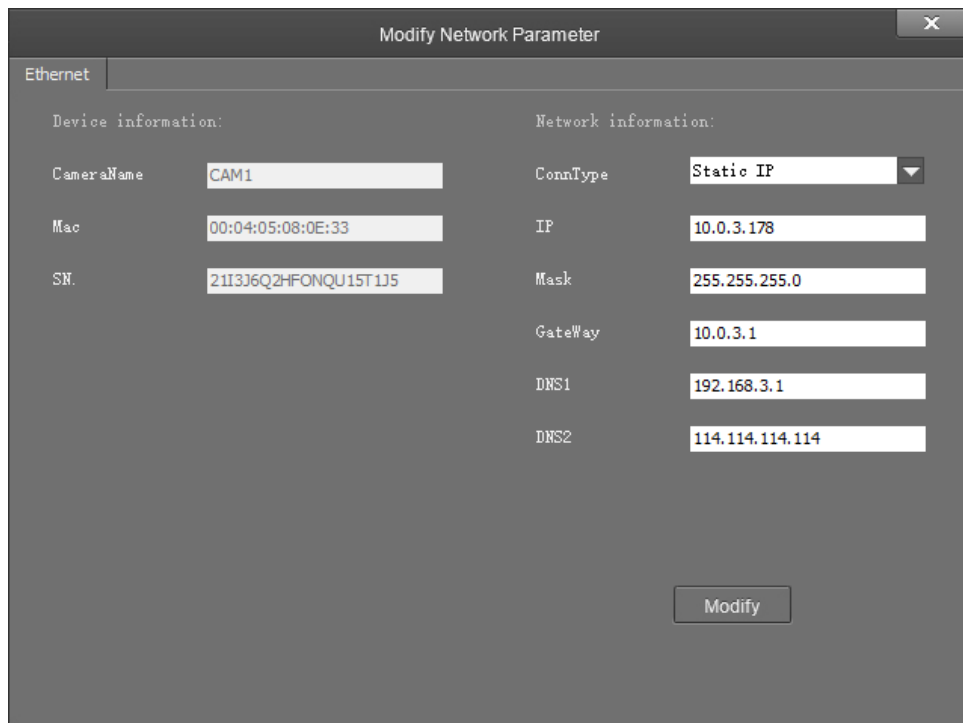 Modify Network Parameter
Ethernet
Device information:
CameraName CAM1
Mac 00:04:05:08:0E:33
SN. 21I3J6Q2HFONQU15T1J5
Network information:
ConnType Static IP
IP 10.0.3.178
Mask 255.255.255.0
GateWay 10.0.3.1
DNS1 192.168.3.1
DNS2 114.114.114.114
Modify